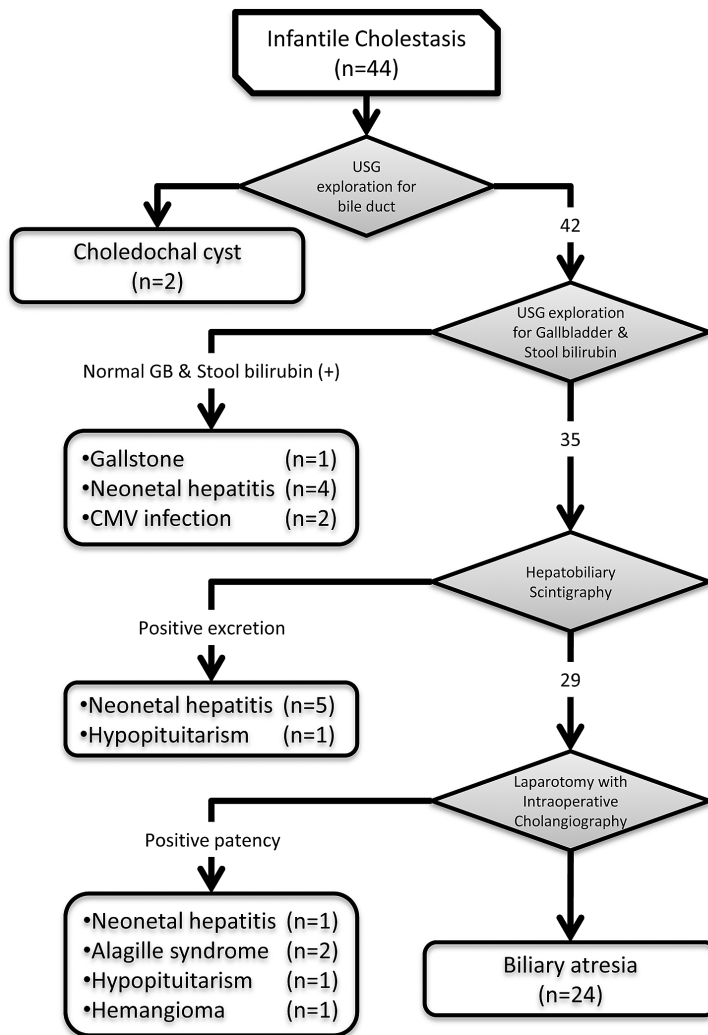 Infantile Cholestasis
(n=44)
USG
exploration for
bile duct
Choledochal cyst
(n=2)
42
USG exploration
for Gallbladder &
Stool bilirubin
Normal GB & Stool bilirubin (+)
35
•Gallstone (n=1)
•Neonetal hepatitis (n=4)
•CMV infection (n=2)
Hepatobiliary
Scintigraphy
Positive excretion
29
•Neonetal hepatitis (n=5)
•Hypopituitarism (n=1)
Laparotomy with
Intraoperative
Cholangiography
Positive patency
•Neonetal hepatitis (n=1)
•Alagille syndrome (n=2)
•Hypopituitarism (n=1)
•Hemangioma (n=1)
Biliary atresia
(n=24)